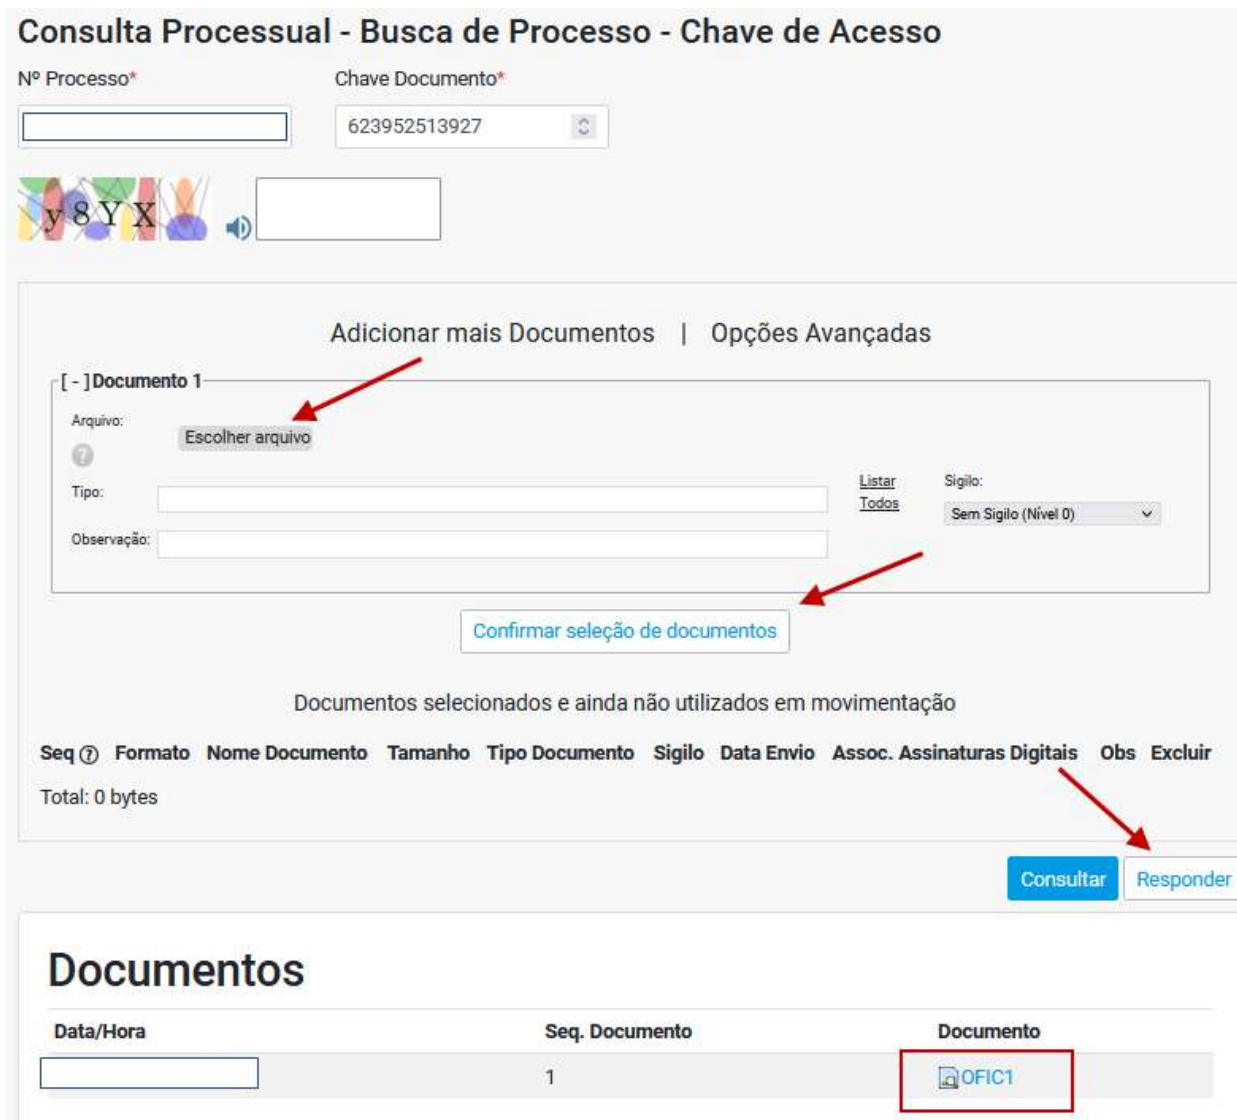 Consulta Processual - Busca de Processo - Chave de Acesso
Nº Processo* Chave Documento*
623952513927
y 8 Y X
Adicionar mais Documentos | Opções Avançadas
[ - ] Documento 1
Arquivo:
Escolher arquivo
?
Tipo: Listar Todos Sigilo:
Sem Sigilo (Nível 0)
Observação:
Confirmar seleção de documentos
Documentos selecionados e ainda não utilizados em movimentação
Seq ? Formato Nome Documento Tamanho Tipo Documento Sigilo Data Envio Assoc. Assinaturas Digitais Obs Excluir
Total: 0 bytes
Consultar Responder
Documentos
Data/Hora Seq. Documento Documento
1 OFIC1